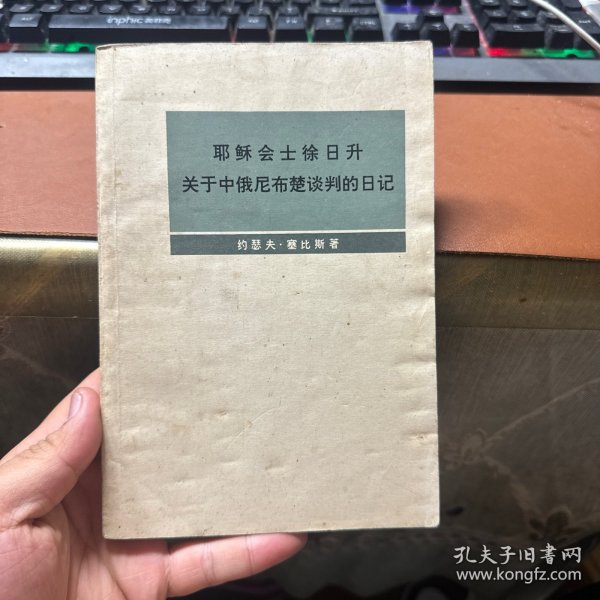 inphic
耶稣会士徐日升
关于中俄尼布楚谈判的日记
约瑟夫·塞比斯著
孔夫子旧书网
www.kongfz.com